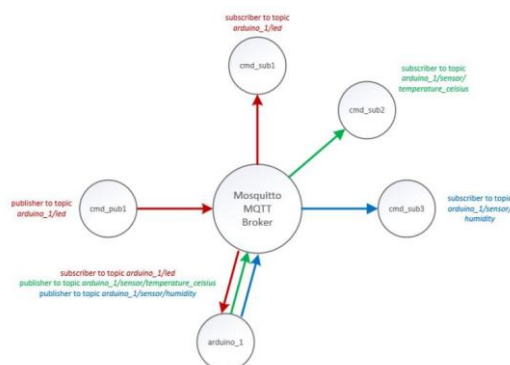 subscriber to topic
arduino_1/led
cmd_sub1
subscriber to topic
arduino_1/sensor/
temperature_celsius
cmd_sub2
publisher to topic
arduino_1/led
cmd_pub1
Mosquitto
MQTT
Broker
cmd_sub3
subscriber to topic
arduino_1/sensor/
humidity
subscriber to topic arduino_1/led
publisher to topic arduino_1/sensor/temperature_celsius
publisher to topic arduino_1/sensor/humidity
arduino_1